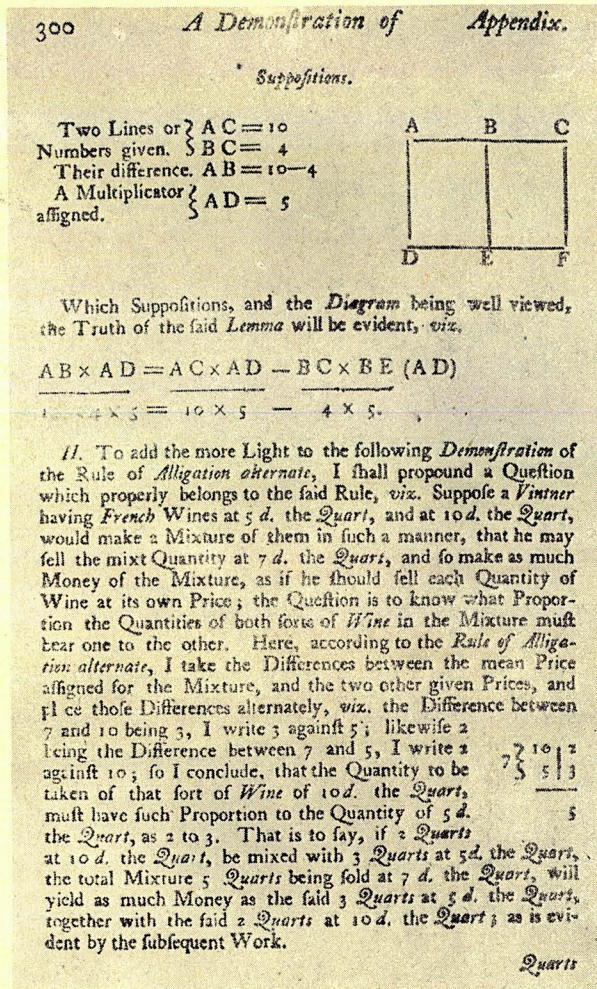 300 A Demonſtration of Appendix.
Suppoſitions.
Two Lines or } A C = 10
Numbers given. } B C = 4
Their difference. A B = 10—4
A Multiplicator } A D = 5
aſſigned.
A B C
D E F
Which Suppoſitions, and the Diagram being well viewed,
the Truth of the ſaid Lemma will be evident, viz.
A B × A D = A C × A D — B C × B E (A D)
10 — 4 × 5 = 10 × 5 — 4 × 5.
II. To add the more Light to the following Demonſtration of
the Rule of Alligation alternate, I ſhall propound a Queſtion
which properly belongs to the ſaid Rule, viz. Suppoſe a Vintner
having French Wines at 5 d. the Quart, and at 10 d. the Quart,
would make a Mixture of them in ſuch a manner, that he may
ſell the mixt Quantity at 7 d. the Quart, and ſo make as much
Money of the Mixture, as if he ſhould ſell each Quantity of
Wine at its own Price; the Queſtion is to know what Propor-
tion the Quantities of both ſorts of Wine in the Mixture muſt
bear one to the other. Here, according to the Rule of Alliga-
tion alternate, I take the Differences between the mean Price
aſſigned for the Mixture, and the two other given Prices, and
pl ce thoſe Differences alternately, viz. the Difference between
7 and 10 being 3, I write 3 againſt 5; likewiſe 2
being the Difference between 7 and 5, I write 2
againſt 10; ſo I conclude, that the Quantity to be
taken of that ſort of Wine of 10d. the Quart,
muſt have ſuch Proportion to the Quantity of 5 d.
the Quart, as 2 to 3. That is to ſay, if 2 Quarts
7 } 10 | 2
5 | 3
5
at 10 d. the Quart, be mixed with 3 Quarts at 5d. the Quart,
the total Mixture 5 Quarts being ſold at 7 d. the Quart, will
yield as much Money as the ſaid 3 Quarts at 5 d. the Quart,
together with the ſaid 2 Quarts at 10d. the Quart; as is evi-
dent by the ſubſequent Work.
Quarts